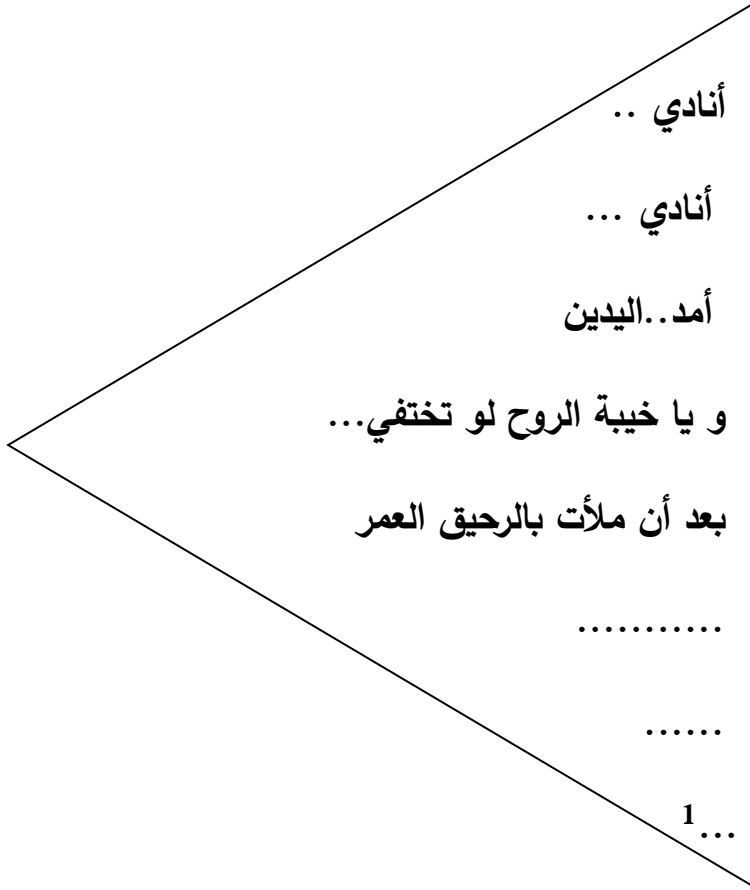 أنادي ..
أنادي ...
أمد..اليدين
و يا خيبة الروح لو تختفي...
بعد أن ملأت بالرحيق العمر
...........
......
...1